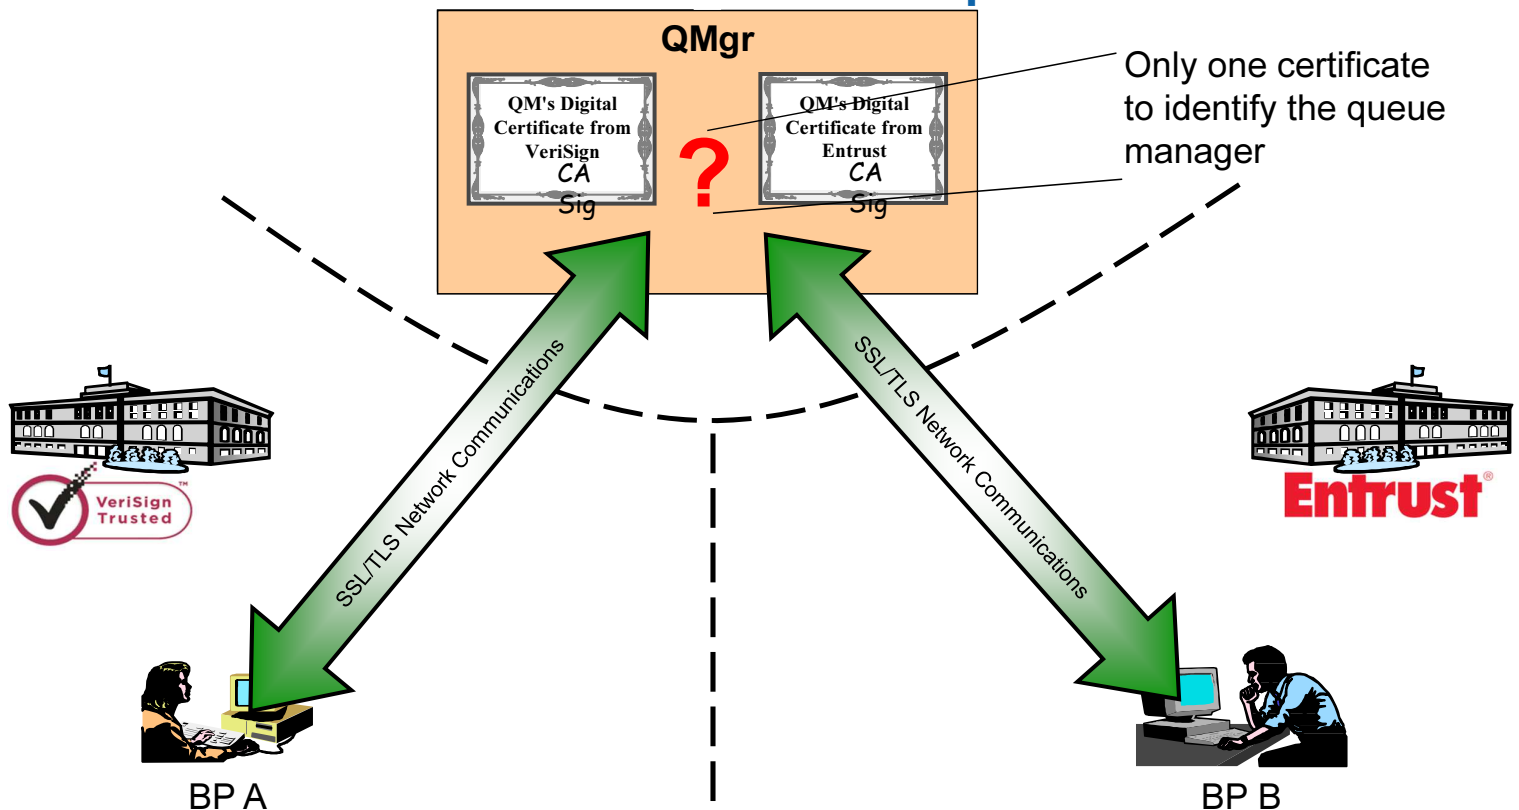 QMgr
QM's Digital
Certificate from
VeriSign
CA
Sig
?
QM's Digital
Certificate from
Entrust
CA
Sig
Only one certificate
to identify the queue
manager
SSL/TLS Network Communications
SSL/TLS Network Communications
VeriSign™
Trusted
Entrust®
BP A
BP B